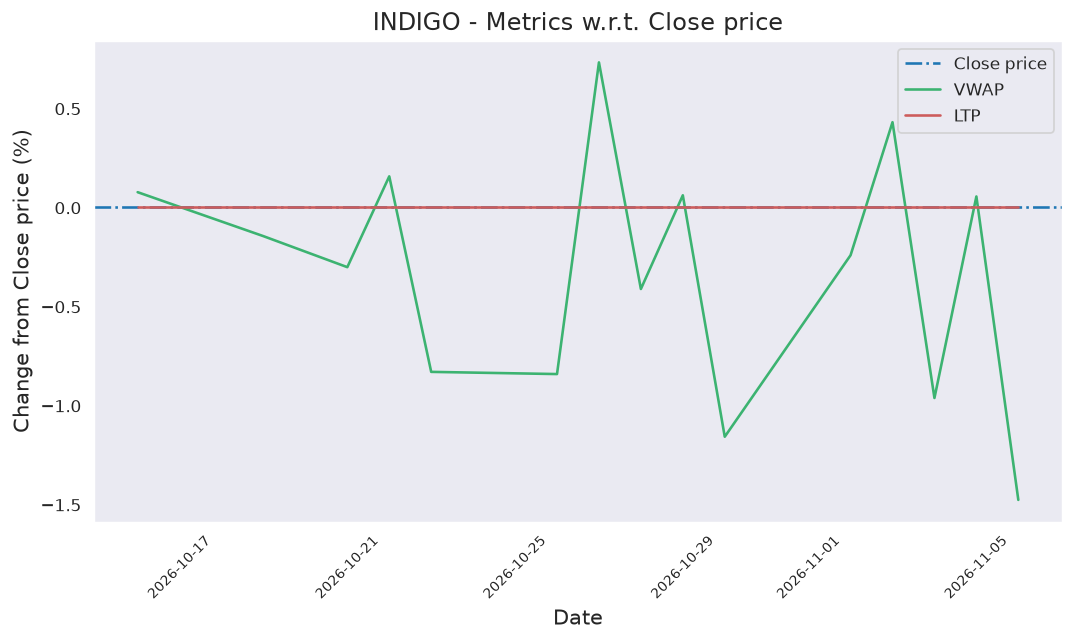 INDIGO - Metrics w.r.t. Close price
Close price
VWAP
LTP
Change from Close price (%)
0.5
0.0
−0.5
−1.0
−1.5
2026-10-17
2026-10-21
2026-10-25
2026-10-29
2026-11-01
2026-11-05
Date